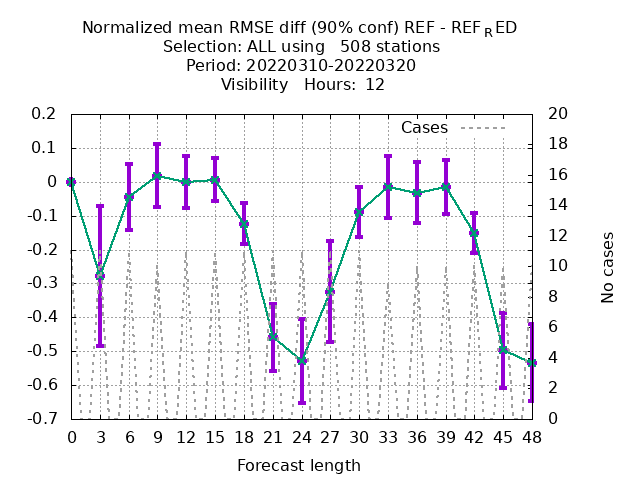 Normalized mean RMSE diff (90% conf) REF - REF_RED
Selection: ALL using   508 stations
Period: 20220310-20220320
Visibility   Hours:  12
0.2
0.1
0
-0.1
-0.2
-0.3
-0.4
-0.5
-0.6
-0.7
Cases
20
18
16
14
12
10
8
6
4
2
0
No cases
0 3 6 9 12 15 18 21 24 27 30 33 36 39 42 45 48
Forecast length